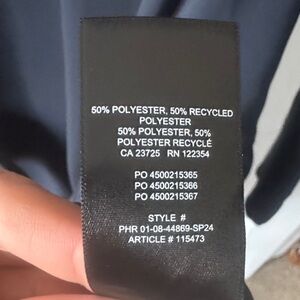 50% POLYESTER, 50% RECYCLED
POLYESTER
50% POLYESTER, 50%
POLYESTER RECYCLÉ
CA 23725 RN 122354
PO 4500215365
PO 4500215366
PO 4500215367
STYLE #
PHR 01-08-44869-SP24
ARTICLE # 115473